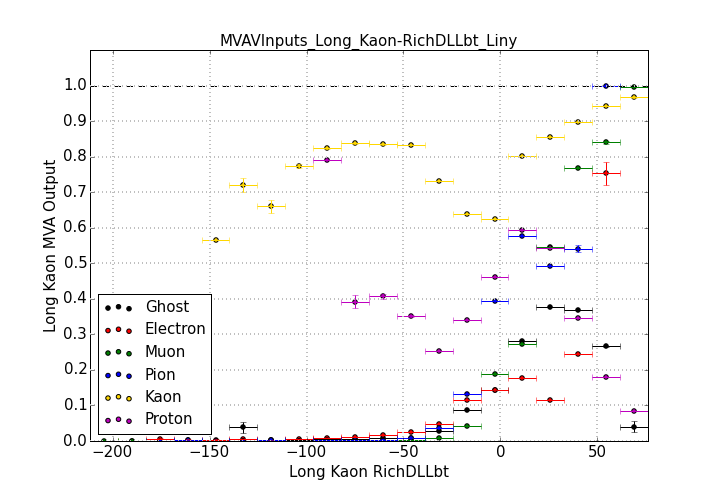 MVAVInputs_Long_Kaon-RichDLLbt_Liny
Long Kaon MVA Output
1.0
0.9
0.8
0.7
0.6
0.5
0.4
0.3
0.2
0.1
0.0
Ghost
Electron
Muon
Pion
Kaon
Proton
−200 −150 −100 −50 0 50
Long Kaon RichDLLbt